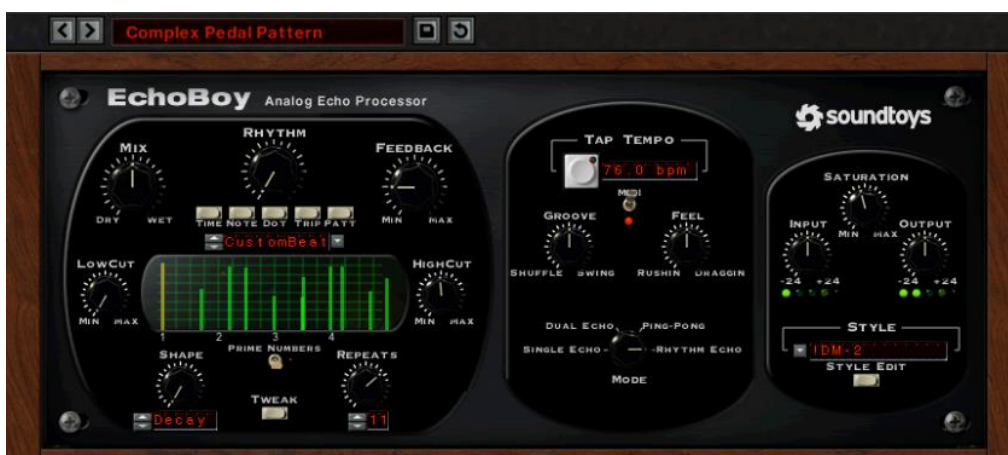 Complex Pedal Pattern
EchoBoy Analog Echo Processor
soundtoys
MIX
RHYTHM
FEEDBACK
DRY WET
MIN MAX
TIME NOTE DOT TRIP PATT
CustomBeat
LOWCUT
HIGHCUT
MIN MAX
MIN MAX
1 2 3 4
SHAPE
PRIME NUMBERS
REPEATS
TWEAK
Decay
11
TAP TEMPO
76.0 bpm
MIDI
GROOVE
FEEL
SHUFFLE SWING
RUSHIN DRAGGIN
DUAL ECHO PING-PONG
SINGLE ECHO RHYTHM ECHO
MODE
SATURATION
INPUT
MIN MAX
OUTPUT
-24 +24
-24 +24
STYLE
IDM-2
STYLE EDIT